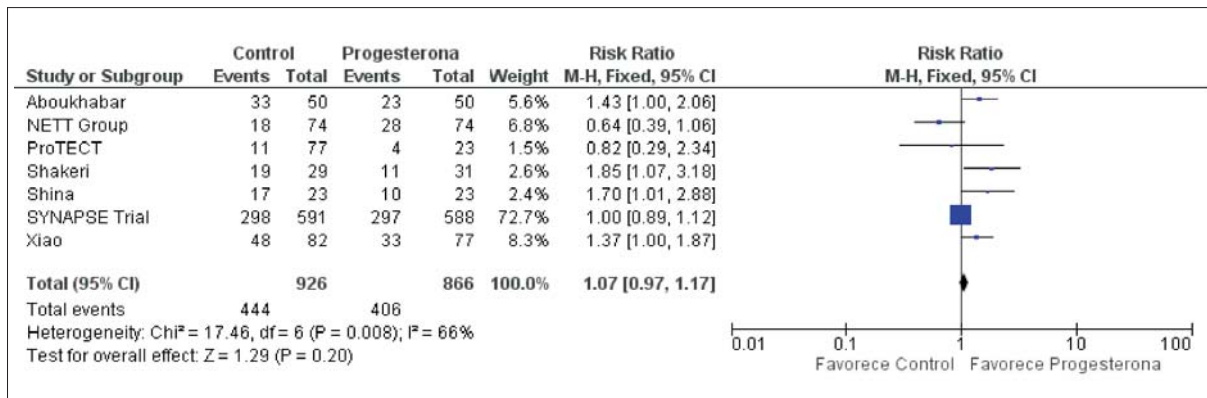 Control Progesterona Risk Ratio Risk Ratio
Study or Subgroup Events Total Events Total Weight M-H, Fixed, 95% CI M-H, Fixed, 95% CI
Aboukhabar 33 50 23 50 5.6% 1.43 [1.00, 2.06]
NETT Group 18 74 28 74 6.8% 0.64 [0.39, 1.06]
ProTECT 11 77 4 23 1.5% 0.82 [0.29, 2.34]
Shakeri 19 29 11 31 2.6% 1.85 [1.07, 3.18]
Shina 17 23 10 23 2.4% 1.70 [1.01, 2.88]
SYNAPSE Trial 298 591 297 588 72.7% 1.00 [0.89, 1.12]
Xiao 48 82 33 77 8.3% 1.37 [1.00, 1.87]
Total (95% CI) 926 866 100.0% 1.07 [0.97, 1.17]
Total events 444 406
Heterogeneity: Chi² = 17.46, df = 6 (P = 0.008); I² = 66%
Test for overall effect: Z = 1.29 (P = 0.20)
0.01 0.1 1 10 100
Favorece Control Favorece Progesterona